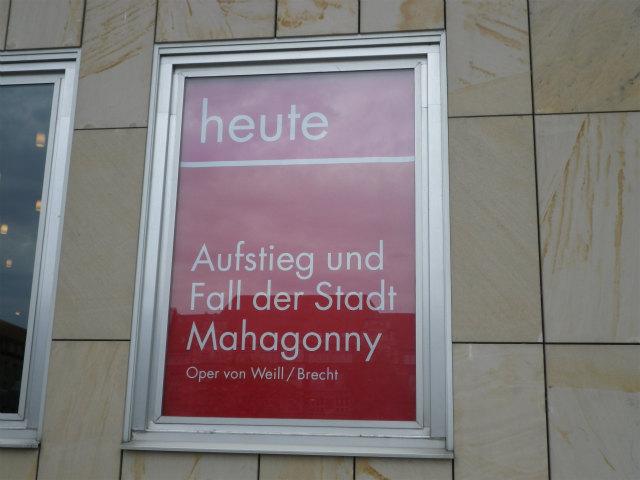 heute
Aufstieg und
Fall der Stadt
Mahagonny
Oper von Weill / Brecht